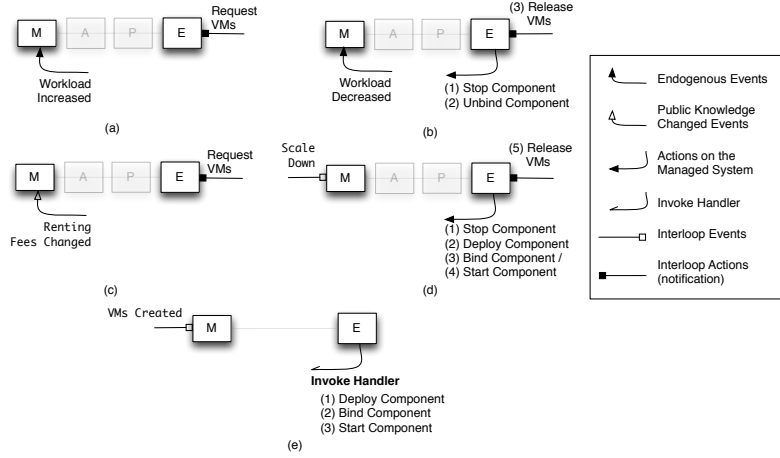 Request
VMs
M
A
P
E
Workload
Increased
(a)
(3) Release
VMs
M
A
P
E
Workload
Decreased
(1) Stop Component
(2) Unbind Component
(b)
Request
VMs
M
A
P
E
Renting
Fees Changed
(c)
Scale
Down
(5) Release
VMs
M
A
P
E
(1) Stop Component
(2) Deploy Component
(3) Bind Component /
(4) Start Component
(d)
VMs Created
M
E
Invoke Handler
(1) Deploy Component
(2) Bind Component
(3) Start Component
(e)
Endogenous Events
Public Knowledge
Changed Events
Actions on the
Managed System
Invoke Handler
Interloop Events
Interloop Actions
(notification)